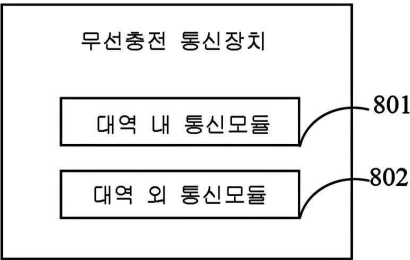 무선충전 통신장치
대역 내 통신모듈
801
대역 외 통신모듈
802